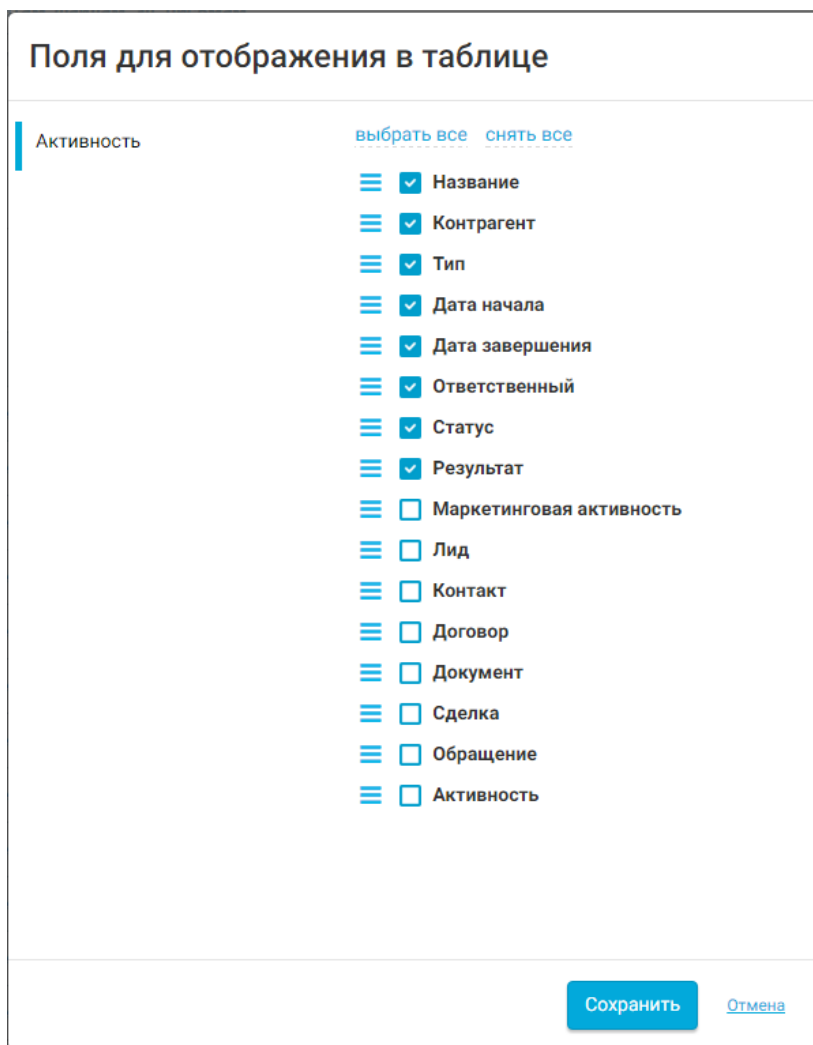 Поля для отображения в таблице
Активность
выбрать все снять все
Название
Контрагент
Тип
Дата начала
Дата завершения
Ответственный
Статус
Результат
Маркетинговая активность
Лид
Контакт
Договор
Документ
Сделка
Обращение
Активность
Сохранить Отмена